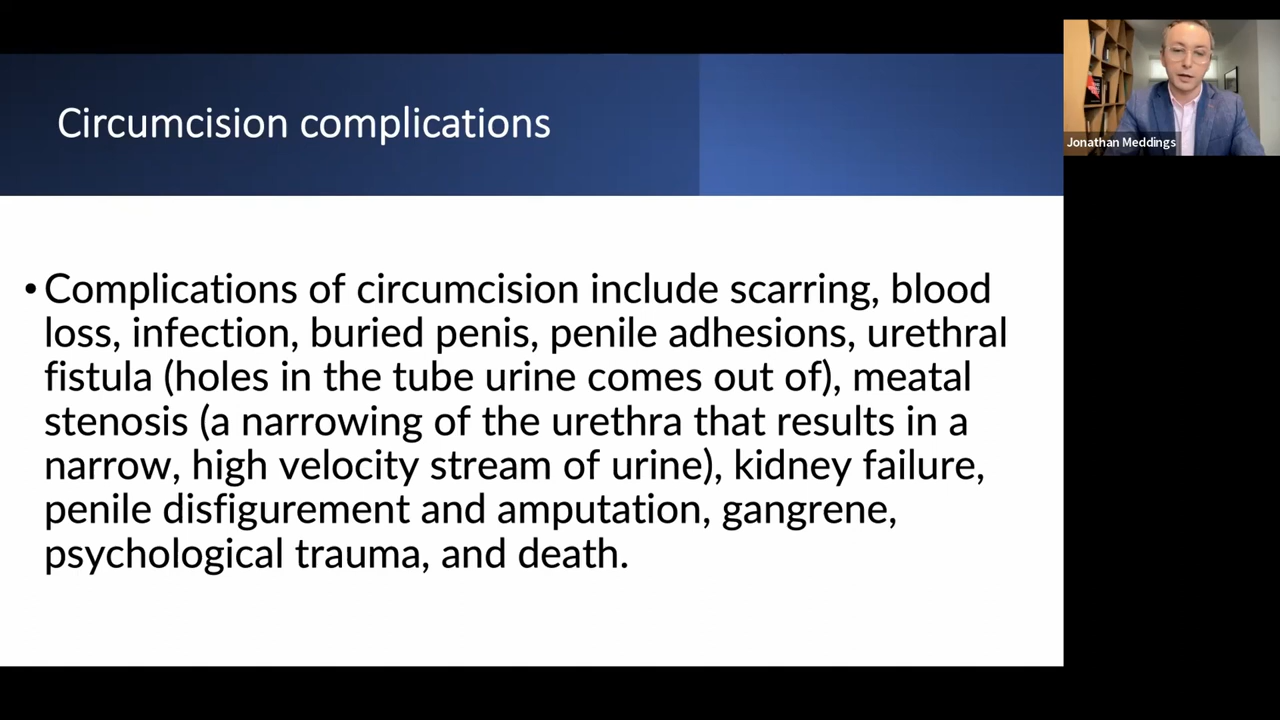 Circumcision complications
Jonathan Meddings
• Complications of circumcision include scarring, blood
loss, infection, buried penis, penile adhesions, urethral
fistula (holes in the tube urine comes out of), meatal
stenosis (a narrowing of the urethra that results in a
narrow, high velocity stream of urine), kidney failure,
penile disfigurement and amputation, gangrene,
psychological trauma, and death.